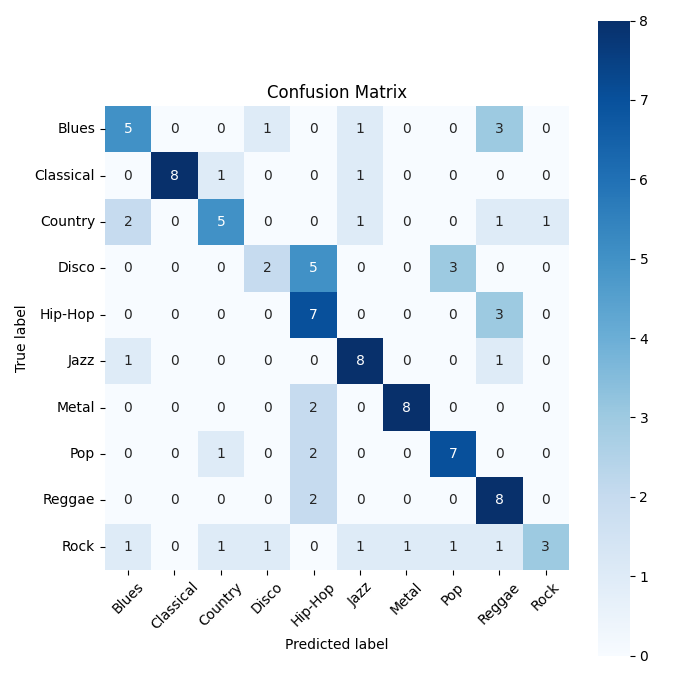 Confusion Matrix
True label
Blues 5 0 0 1 0 1 0 0 3 0
Classical 0 8 1 0 0 1 0 0 0 0
Country 2 0 5 0 0 1 0 0 1 1
Disco 0 0 0 2 5 0 0 3 0 0
Hip-Hop 0 0 0 0 7 0 0 0 3 0
Jazz 1 0 0 0 0 8 0 0 1 0
Metal 0 0 0 0 2 0 8 0 0 0
Pop 0 0 1 0 2 0 0 7 0 0
Reggae 0 0 0 0 2 0 0 0 8 0
Rock 1 0 1 1 0 1 1 1 1 3
Blues Classical Country Disco Hip-Hop Jazz Metal Pop Reggae Rock
Predicted label
8
7
6
5
4
3
2
1
0